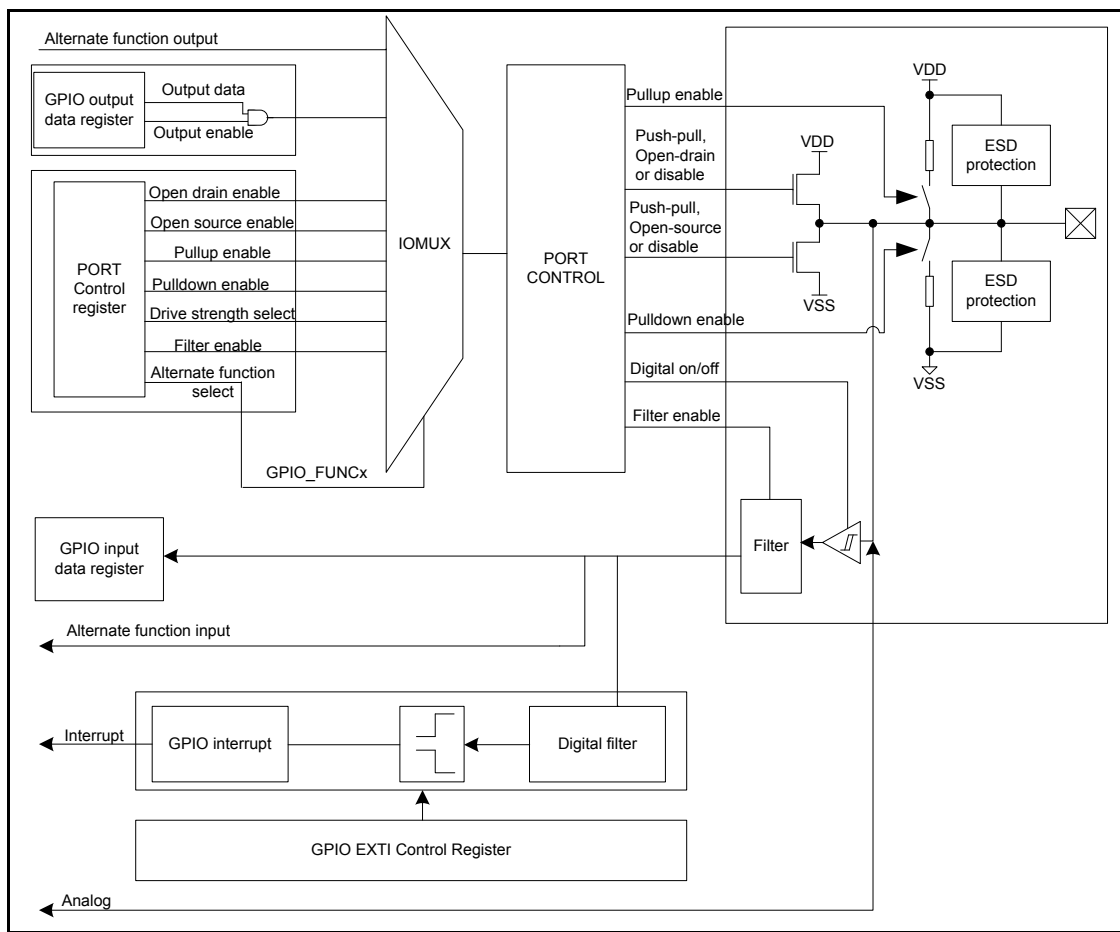 Alternate function output
GPIO output
data register
Output data
Output enable
PORT
Control
register
Open drain enable
Open source enable
Pullup enable
Pulldown enable
Drive strength select
Filter enable
Alternate function
select
GPIO_FUNCx
IOMUX
PORT
CONTROL
Pullup enable
Push-pull,
Open-drain
or disable
Push-pull,
Open-source
or disable
Pulldown enable
Digital on/off
Filter enable
VDD
VSS
VDD
ESD
protection
ESD
protection
VSS
Filter
GPIO input
data register
Alternate function input
Interrupt
GPIO interrupt
Digital filter
GPIO EXTI Control Register
Analog